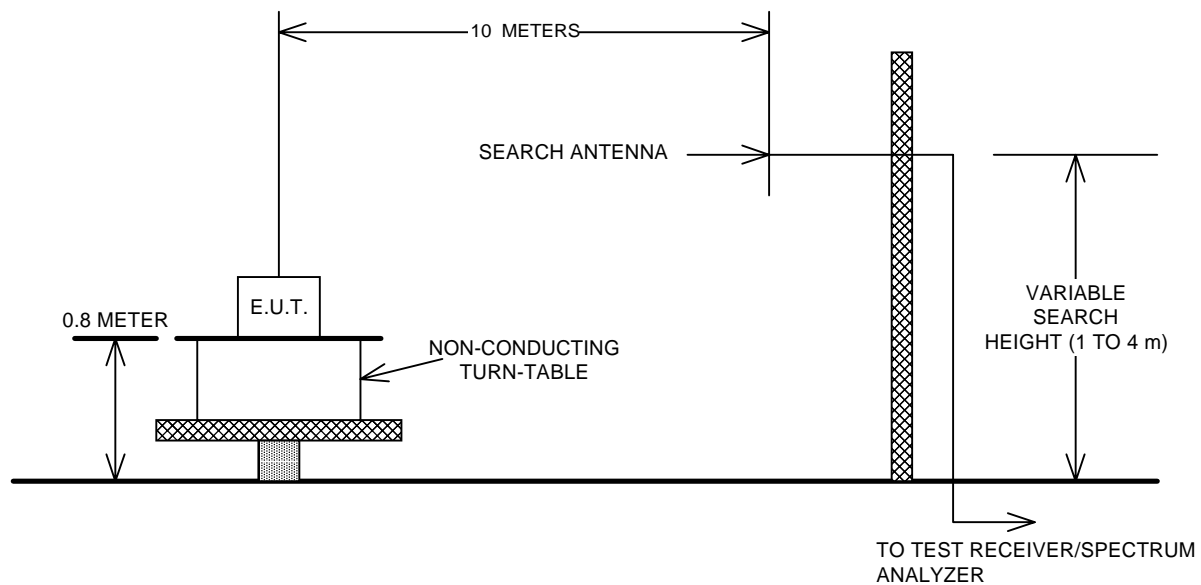 10 METERS
SEARCH ANTENNA
E.U.T.
0.8 METER
NON-CONDUCTING
TURN-TABLE
VARIABLE
SEARCH
HEIGHT (1 TO 4 m)
TO TEST RECEIVER/SPECTRUM
ANALYZER